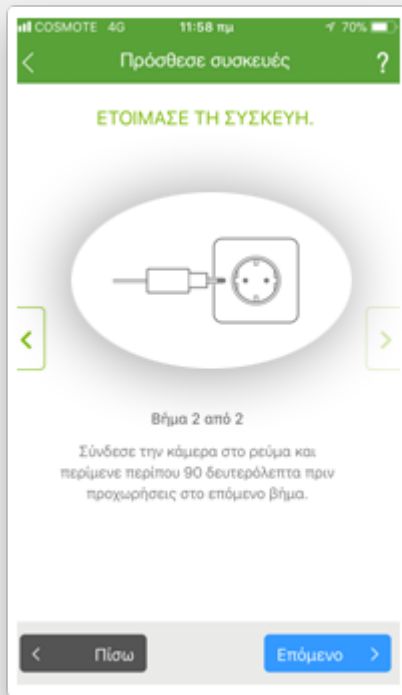 COSMOTE 4G 11:58 πμ 70%
Πρόσθεσε συσκευές ?
ΕΤΟΙΜΑΣΕ ΤΗ ΣΥΣΚΕΥΗ.
Βήμα 2 από 2
Σύνδεσε την κάμερα στο ρεύμα και
περίμενε περίπου 90 δευτερόλεπτα πριν
προχωρήσεις στο επόμενο βήμα.
Πίσω Επόμενο